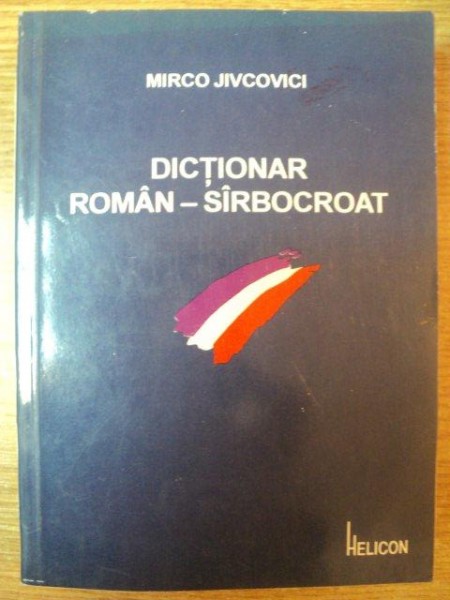 MIRCO JIVCOVICI
DICȚIONAR
ROMÂN – SÎRBOCROAT
HELICON